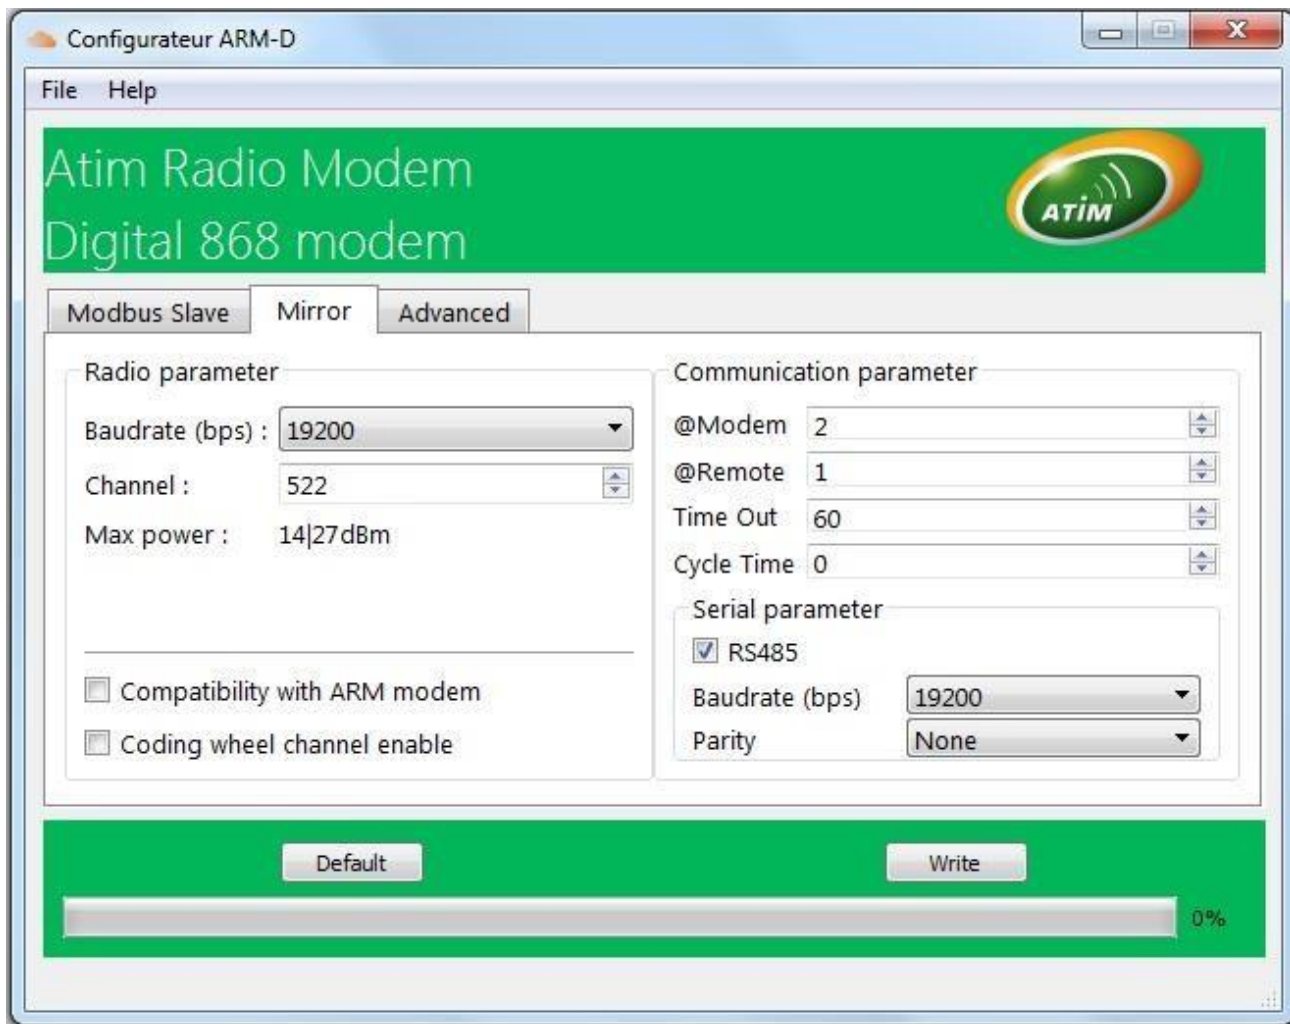 Configurateur ARM-D
File Help
Atim Radio Modem
Digital 868 modem
ATiM
Modbus Slave Mirror Advanced
Radio parameter
Baudrate (bps) : 19200
Channel : 522
Max power : 14|27dBm
Compatibility with ARM modem
Coding wheel channel enable
Communication parameter
@Modem 2
@Remote 1
Time Out 60
Cycle Time 0
Serial parameter
RS485
Baudrate (bps) 19200
Parity None
Default Write
0%